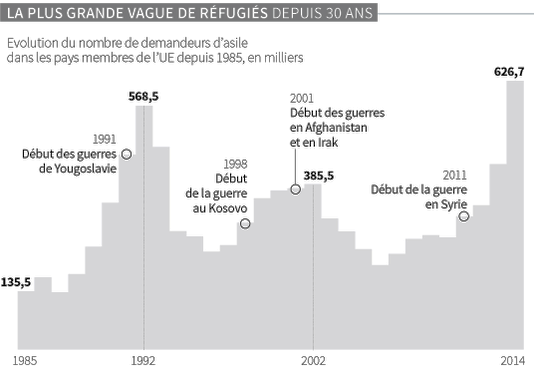 LA PLUS GRANDE VAGUE DE RÉFUGIÉS DEPUIS 30 ANS
Evolution du nombre de demandeurs d'asile
dans les pays membres de l'UE depuis 1985, en milliers
626,7
568,5
2001
Début des guerres
en Afghanistan
et en Irak
1991
Début des guerres
de Yougoslavie
1998
Début
de la guerre
au Kosovo
385,5
2011
Début de la guerre
en Syrie
135,5
1985
1992
2002
2014